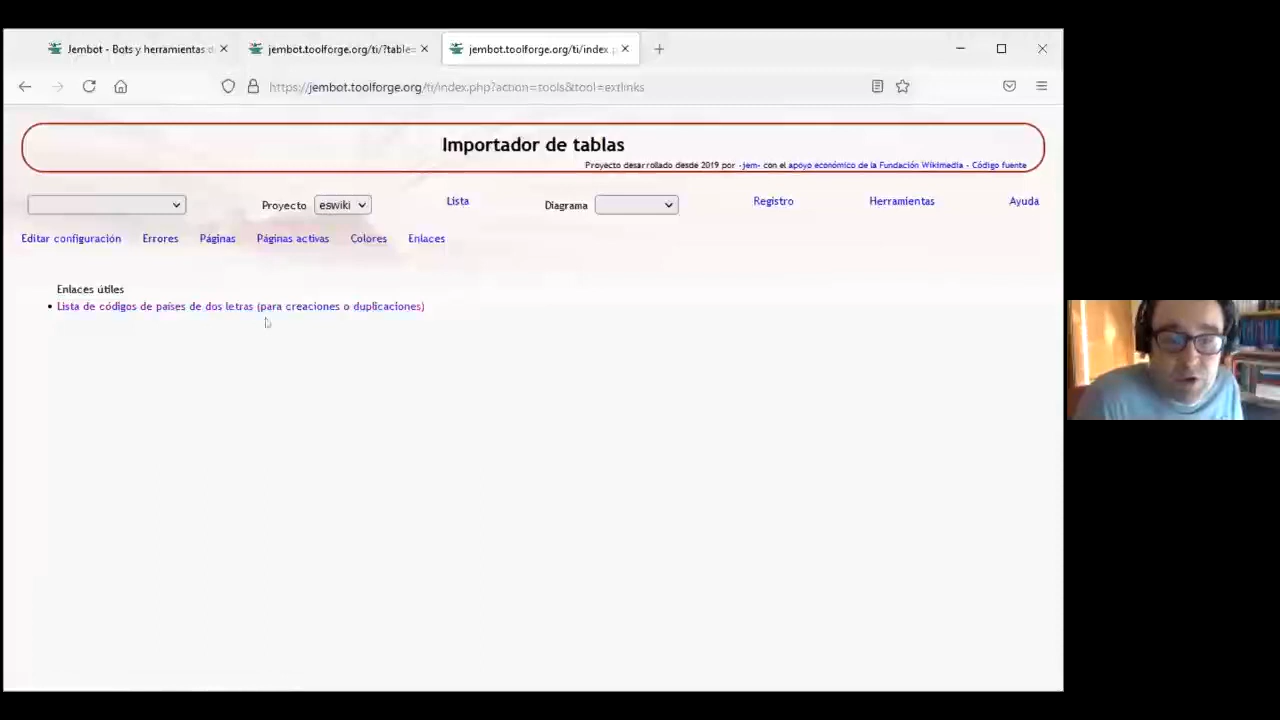 Jembot - Bots y herramientas d
jembot.toolforge.org/ti/?table=
jembot.toolforge.org/ti/index.p
https://jembot.toolforge.org/ti/index.php?action=tools&tool=extlinks
Importador de tablas
Proyecto desarrollado desde 2019 por -jem- con el apoyo económico de la Fundación Wikimedia - Código fuente
Proyecto eswiki Lista Diagrama Registro Herramientas Ayuda
Editar configuración Errores Páginas Páginas activas Colores Enlaces
Enlaces útiles
• Lista de códigos de países de dos letras (para creaciones o duplicaciones)